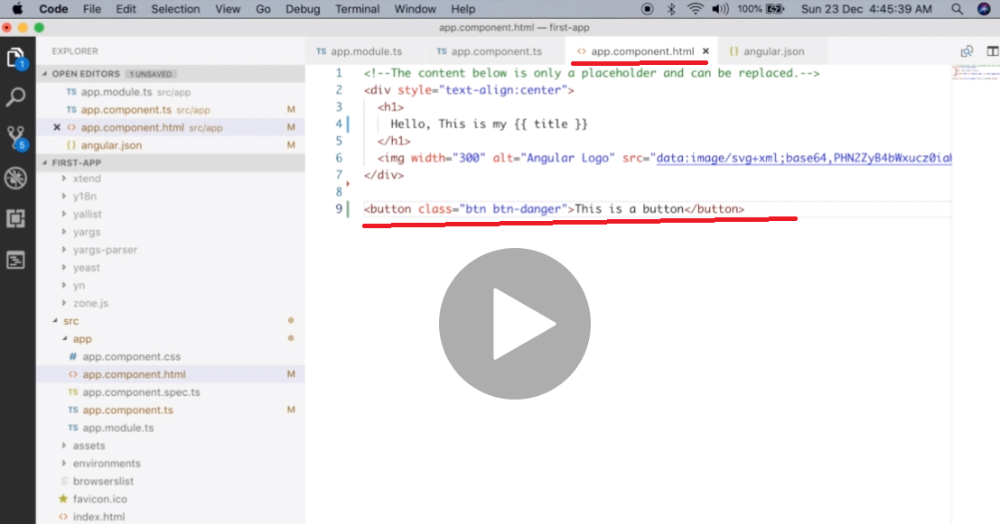 Code File Edit Selection View Go Debug Terminal Window Help 100% Sun 23 Dec 4:45:39 AM
app.component.html — first-app
EXPLORER
OPEN EDITORS 1 UNSAVED
TS app.module.ts src/app
TS app.component.ts src/app M
app.component.html src/app M
{} angular.json M
FIRST-APP
xtend
y18n
yallist
yargs
yargs-parser
yeast
yn
zone.js
src
app
# app.component.css
<> app.component.html M
TS app.component.spec.ts
TS app.component.ts M
TS app.module.ts
assets
environments
browserslist
favicon.ico
<> index.html
1
5
TS app.module.ts TS app.component.ts <> app.component.html × {} angular.json
1 <!--The content below is only a placeholder and can be replaced.-->
2 <div style="text-align:center">
3 <h1>
4 Hello, This is my {{ title }}
5 </h1>
6 <img width="300" alt="Angular Logo" src="data:image/svg+xml;base64,PHN2ZyB4bWxucz0iaH
7 </div>
8
9 <button class="btn btn-danger">This is a button</button>